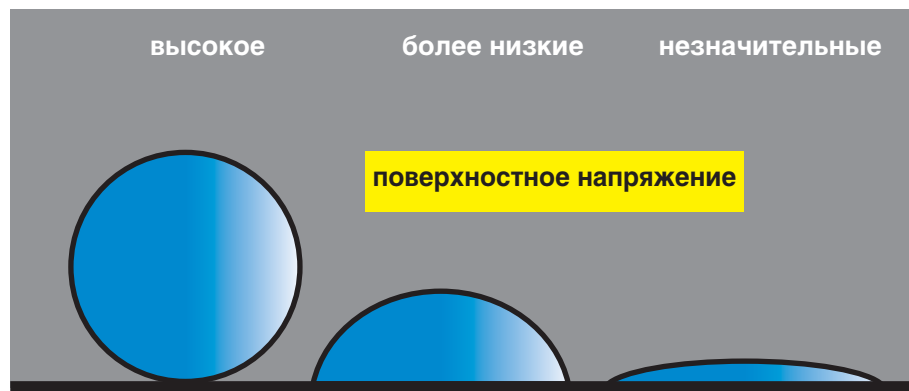 высокое более низкие незначительные
поверхностное напряжение